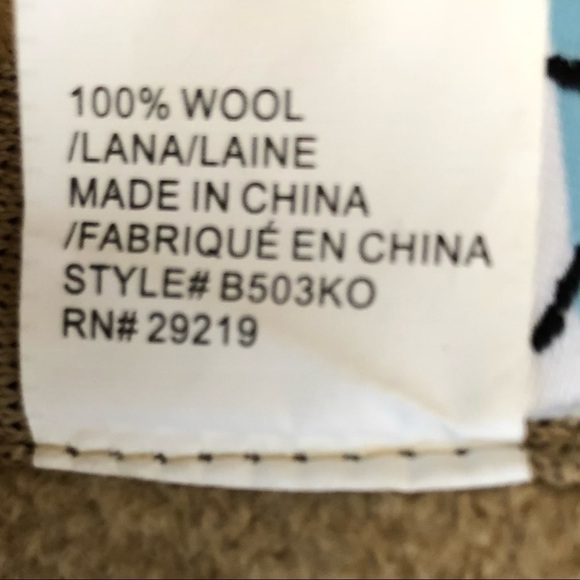 100% WOOL
/LANA/LAINE
MADE IN CHINA
/FABRIQUÉ EN CHINA
STYLE# B503KO
RN# 29219